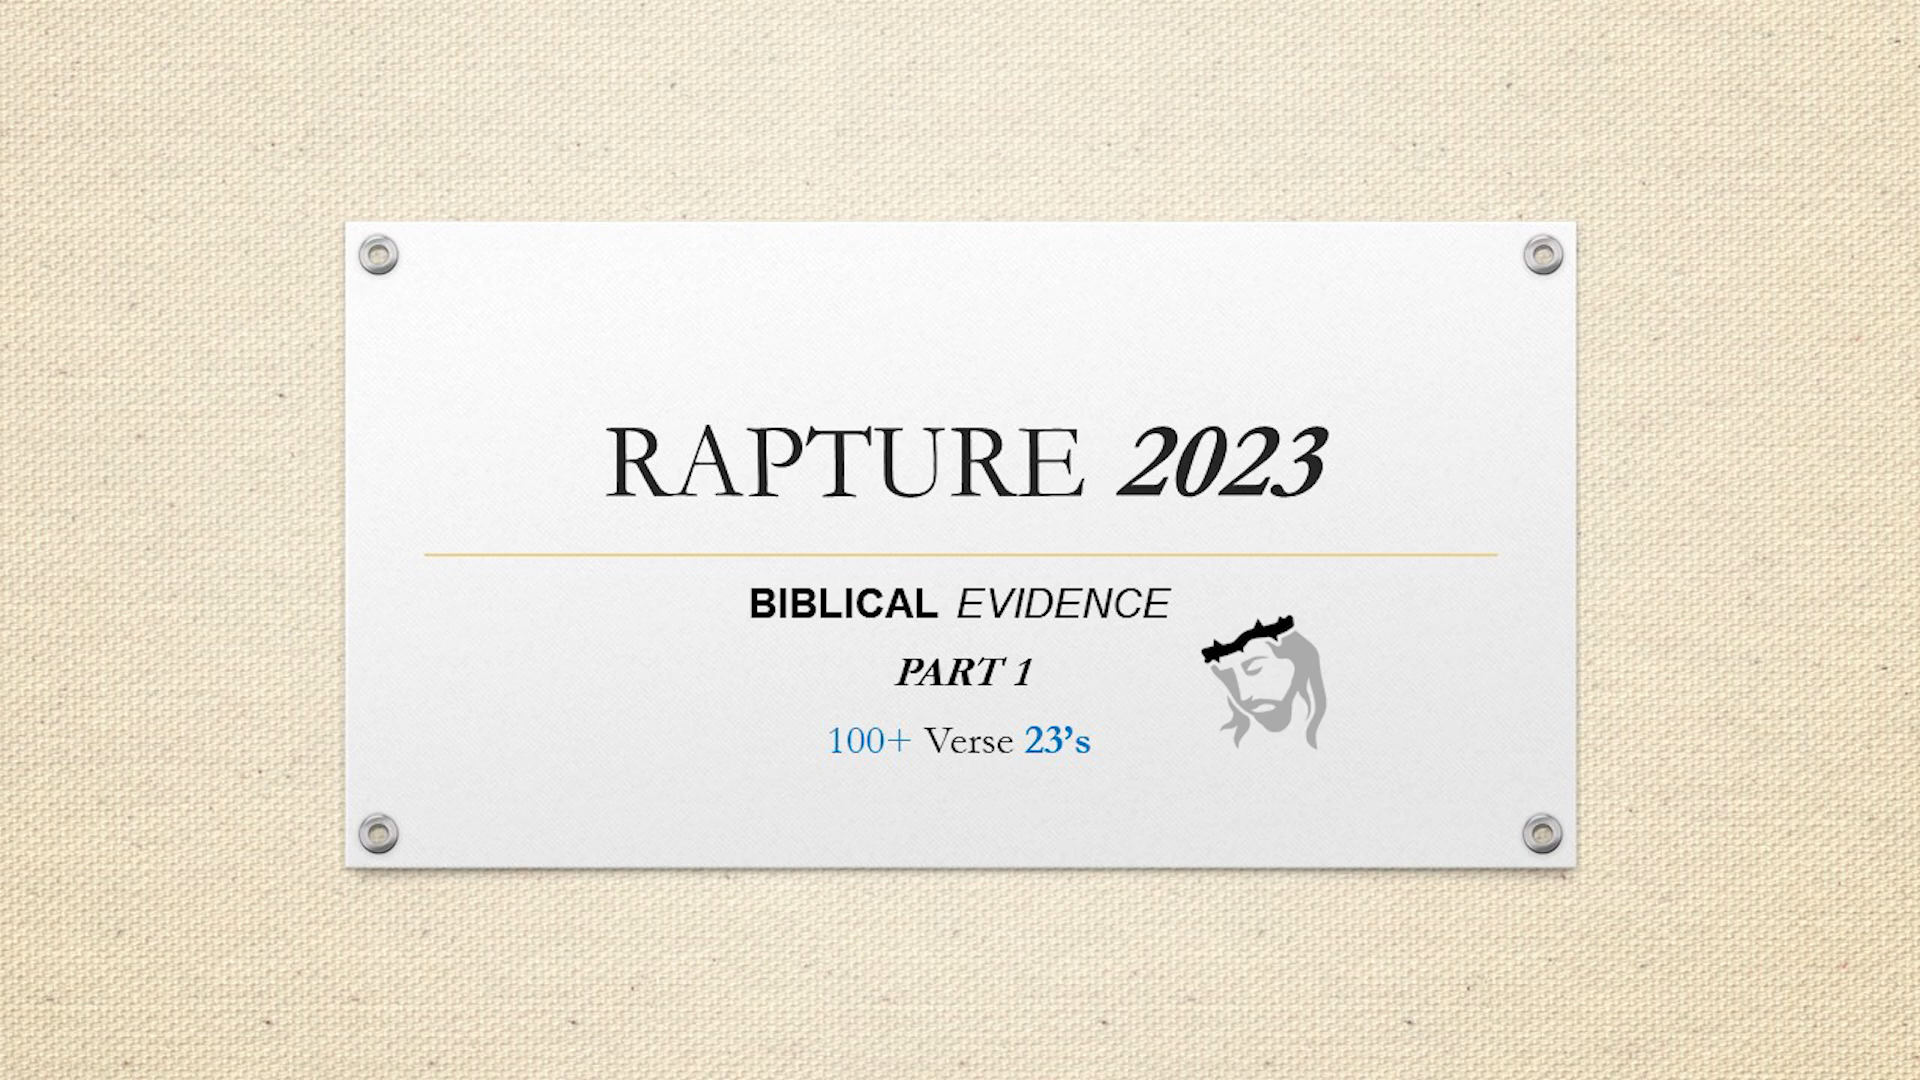 RAPTURE 2023
BIBLICAL EVIDENCE
PART 1
100+ Verse 23’s